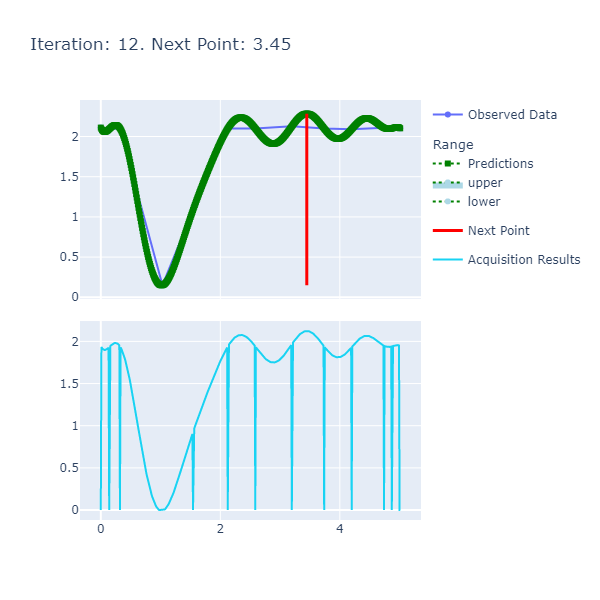 Iteration: 12. Next Point: 3.45
2
1.5
1
0.5
0
Observed Data
Range
Predictions
upper
lower
Next Point
Acquisition Results
2
1.5
1
0.5
0
0
2
4